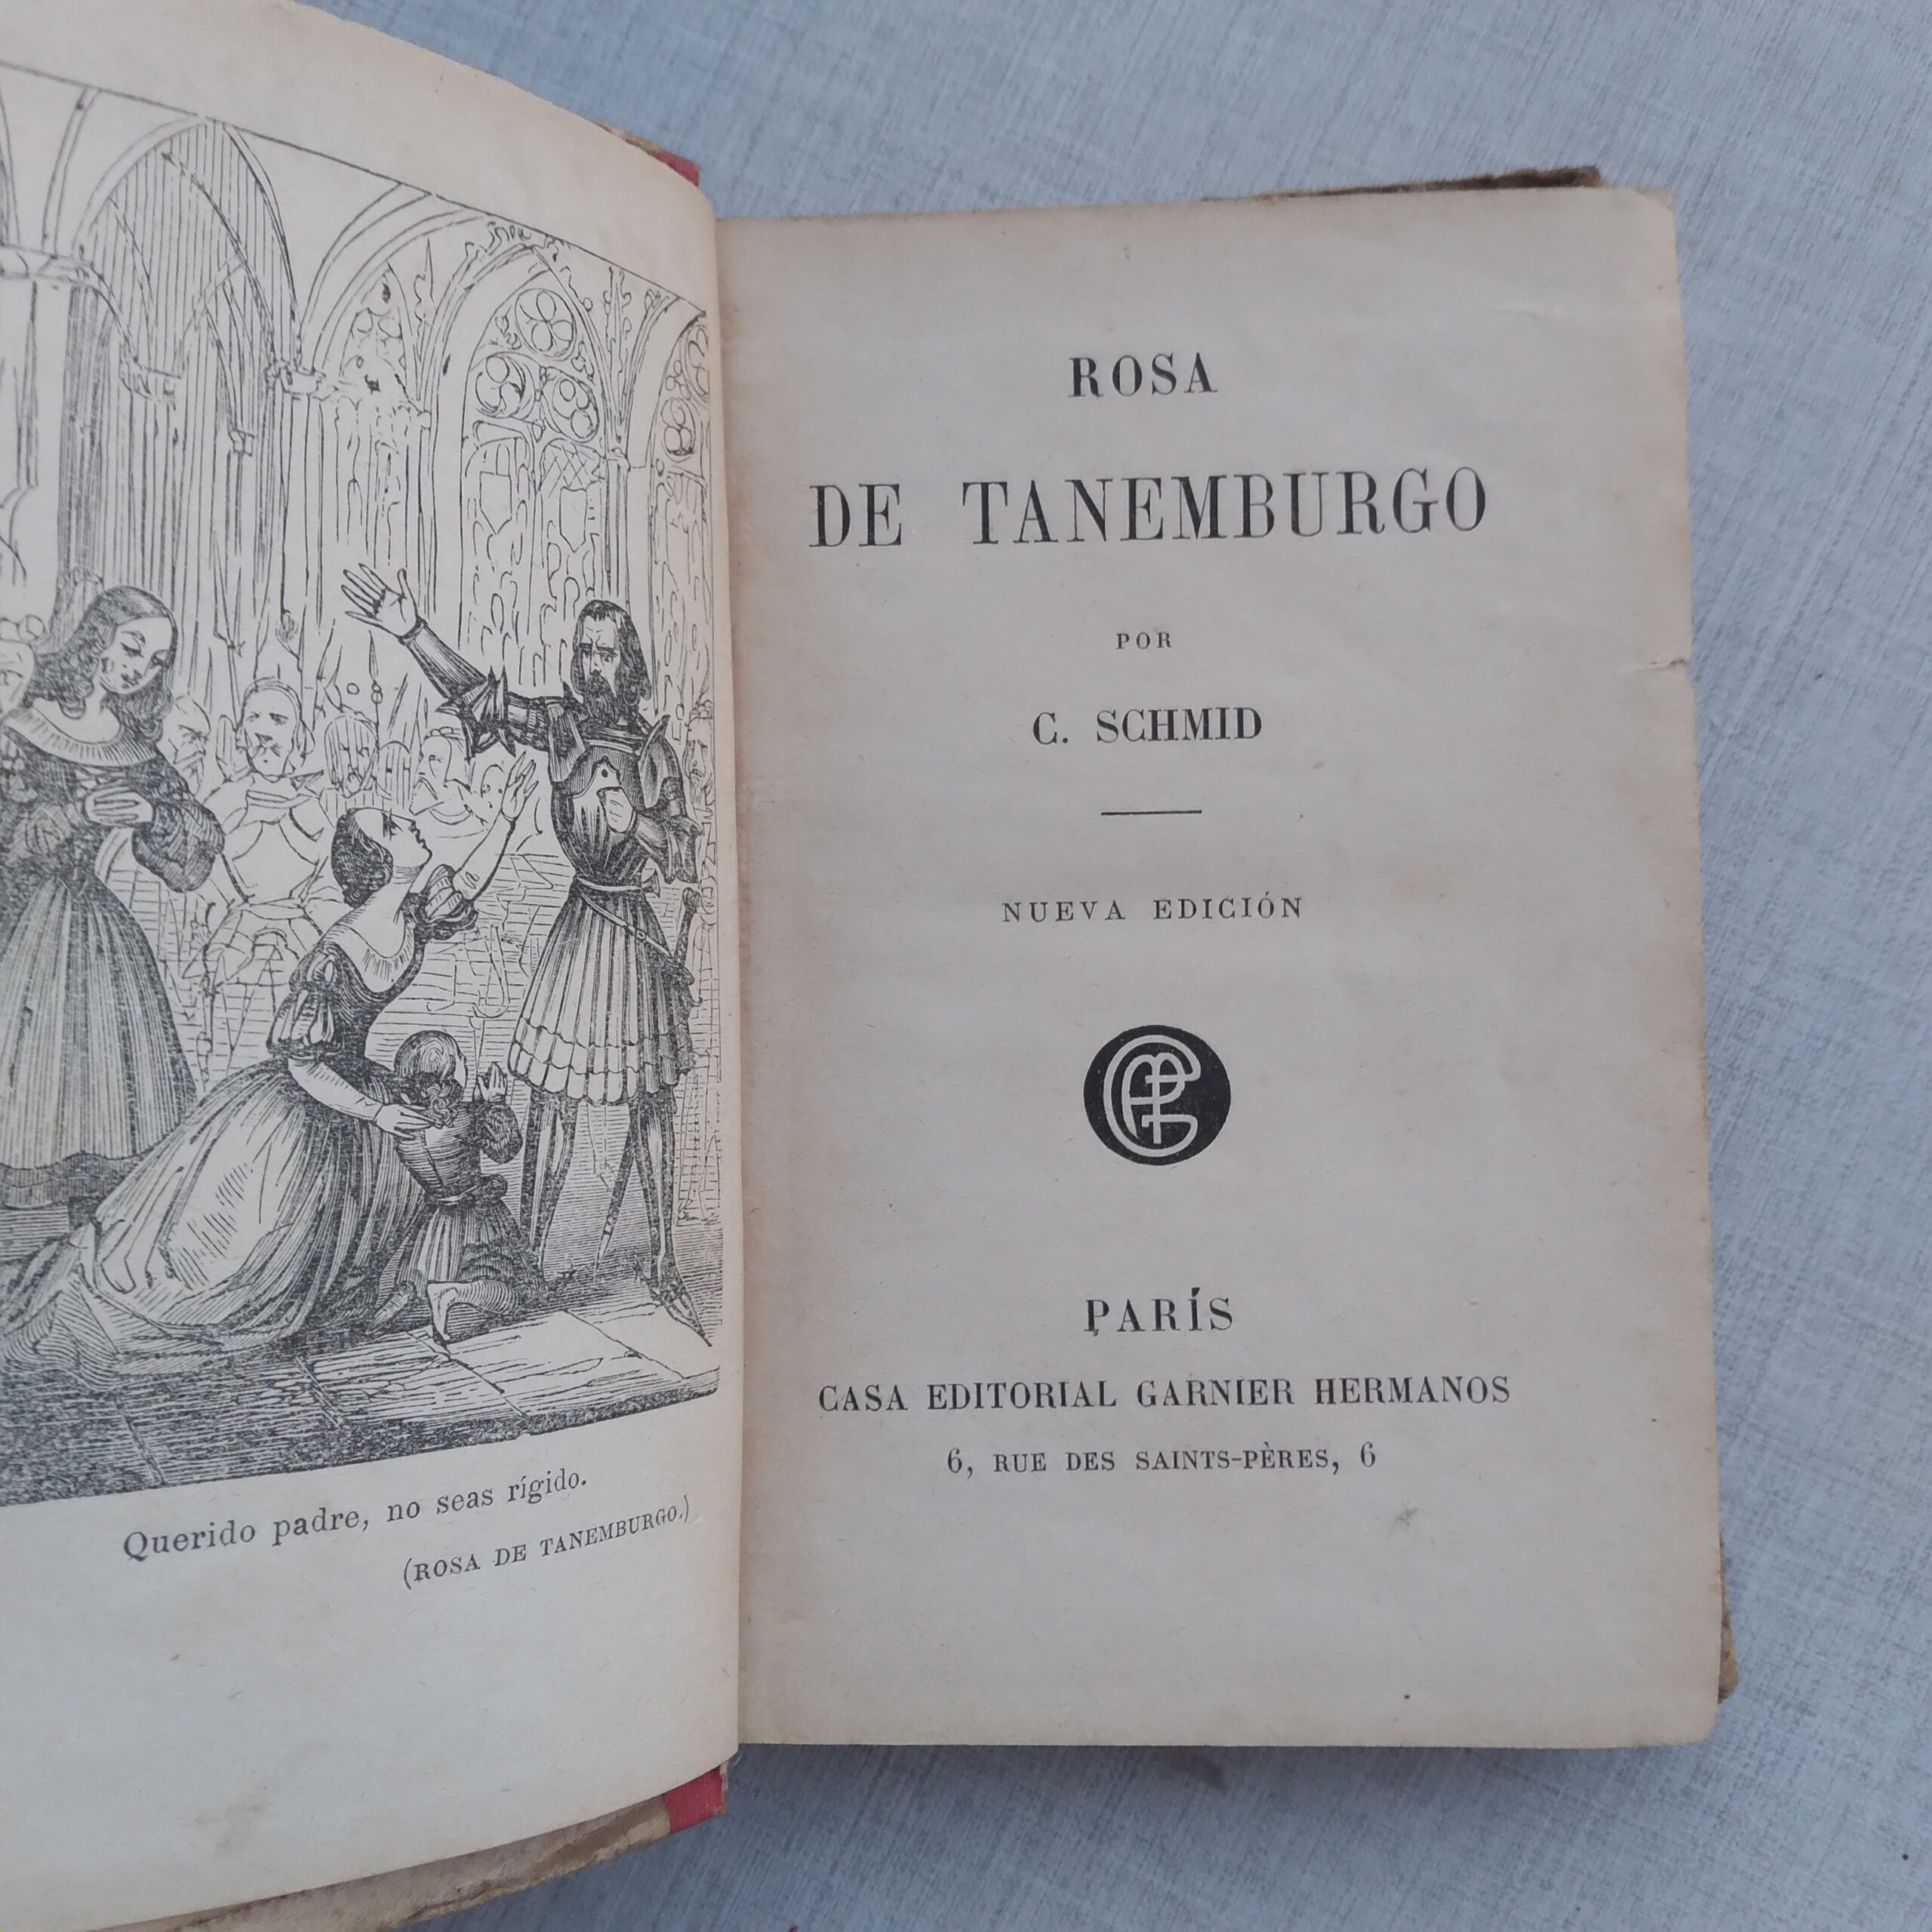 Querido padre, no seas rígido.
(ROSA DE TANEMBURGO.)
ROSA
DE TANEMBURGO
POR
C. SCHMID
NUEVA EDICIÓN
PARÍS
CASA EDITORIAL GARNIER HERMANOS
6, RUE DES SAINTS-PÈRES, 6